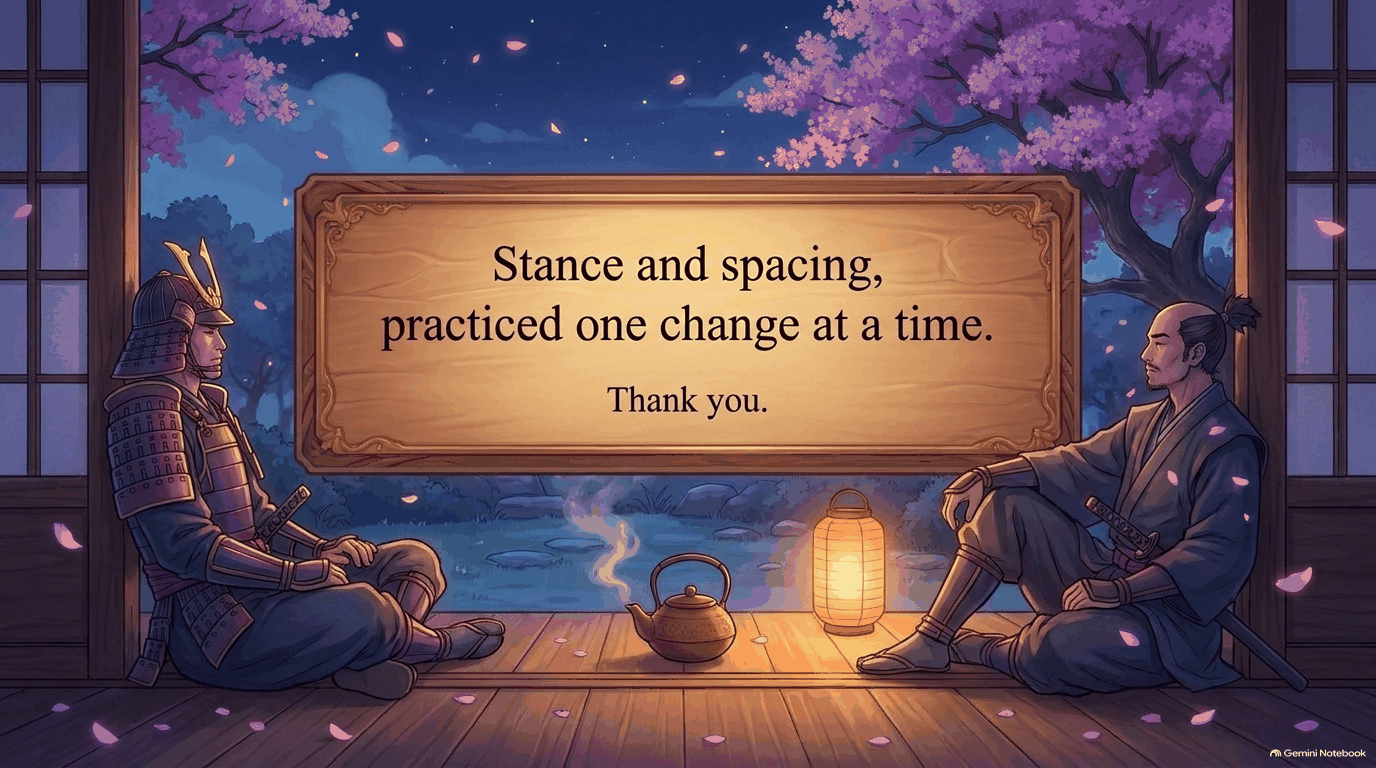 Stance and spacing,
practiced one change at a time.
Thank you.
Gemini Notebook